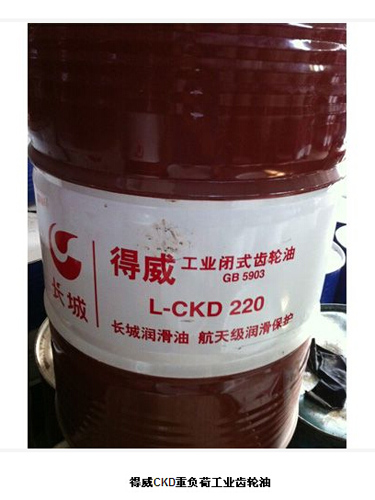 长城
得威 工业闭式齿轮油
GB 5903
L-CKD 220
长城润滑油 航天级润滑保护
得威CKD重负荷工业齿轮油